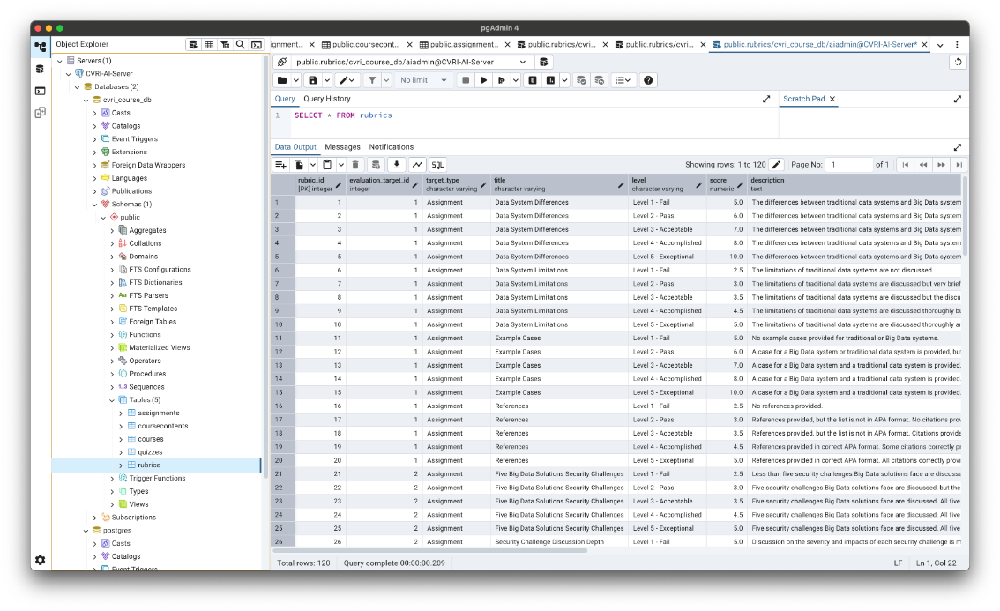 pgAdmin 4
Object Explorer
ignment... × public.coursecont... × public.assignment... × public.rubrics/cvri... × public.rubrics/cvri... × public.rubrics/cvri_course_db/aiadmin@CVRI-AI-Server* ×
Servers (1)
CVRI-AI-Server
Databases (2)
cvri_course_db
Casts
Catalogs
Event Triggers
Extensions
Foreign Data Wrappers
Languages
Publications
Schemas (1)
public
Aggregates
Collations
Domains
FTS Configurations
FTS Dictionaries
Aa FTS Parsers
FTS Templates
Foreign Tables
Functions
Materialized Views
Operators
Procedures
1..3 Sequences
Tables (5)
assignments
coursecontents
courses
quizzes
rubrics
Trigger Functions
Types
Views
Subscriptions
postgres
Casts
Catalogs
Event Triggers
public.rubrics/cvri_course_db/aiadmin@CVRI-AI-Server
No limit
Query Query History
Scratch Pad ×
1 SELECT * FROM rubrics
Data Output Messages Notifications
SQL
Showing rows: 1 to 120 Page No: 1 of 1
rubric_id [PK] integer evaluation_target_id integer target_type character varying title character varying level character varying score numeric description text
1 1 1 Assignment Data System Differences Level 1 - Fail 5.0 The differences between traditional data systems and Big Data system
2 2 1 Assignment Data System Differences Level 2 - Pass 6.0 The differences between traditional data systems and Big Data system
3 3 1 Assignment Data System Differences Level 3 - Acceptable 7.0 The differences between traditional data systems and Big Data system
4 4 1 Assignment Data System Differences Level 4 - Accomplished 8.0 The differences between traditional data systems and Big Data system
5 5 1 Assignment Data System Differences Level 5 - Exceptional 10.0 The differences between traditional data systems and Big Data system
6 6 1 Assignment Data System Limitations Level 1 - Fail 2.5 The limitations of traditional data systems are not discussed.
7 7 1 Assignment Data System Limitations Level 2 - Pass 3.0 The limitations of traditional data systems are discussed but very brief
8 8 1 Assignment Data System Limitations Level 3 - Acceptable 3.5 The limitations of traditional data systems are discussed but the discu
9 9 1 Assignment Data System Limitations Level 4 - Accomplished 4.5 The limitations of traditional data systems are discussed thoroughly bu
10 10 1 Assignment Data System Limitations Level 5 - Exceptional 5.0 The limitations of traditional data systems are discussed thoroughly ar
11 11 1 Assignment Example Cases Level 1 - Fail 5.0 No example cases provided for traditional or Big Data systems.
12 12 1 Assignment Example Cases Level 2 - Pass 6.0 A case for a Big Data system or traditional data system is provided, bu
13 13 1 Assignment Example Cases Level 3 - Acceptable 7.0 A case for a Big Data system and a traditional data system is provided.
14 14 1 Assignment Example Cases Level 4 - Accomplished 8.0 A case for a Big Data system and a traditional data system is provided.
15 15 1 Assignment Example Cases Level 5 - Exceptional 10.0 A case for a Big Data system and a traditional data system is provided.
16 16 1 Assignment References Level 1 - Fail 2.5 No references provided.
17 17 1 Assignment References Level 2 - Pass 3.0 References provided, but the list is not in APA format. No citations prov
18 18 1 Assignment References Level 3 - Acceptable 3.5 References provided, but the list is not in APA format. Citations provide
19 19 1 Assignment References Level 4 - Accomplished 4.5 References provided in correct APA format. Some citations correctly p
20 20 1 Assignment References Level 5 - Exceptional 5.0 References provided in correct APA format. All citations correctly provi
21 21 2 Assignment Five Big Data Solutions Security Challenges Level 1 - Fail 2.5 Less than five security challenges Big Data solutions face are discusse
22 22 2 Assignment Five Big Data Solutions Security Challenges Level 2 - Pass 3.0 Five security challenges Big Data solutions face are discussed, but the
23 23 2 Assignment Five Big Data Solutions Security Challenges Level 3 - Acceptable 3.5 Five security challenges Big Data solutions face are discussed. All five
24 24 2 Assignment Five Big Data Solutions Security Challenges Level 4 - Accomplished 4.5 Five security challenges Big Data solutions face are discussed. All five
25 25 2 Assignment Five Big Data Solutions Security Challenges Level 5 - Exceptional 5.0 Five security challenges Big Data solutions face are discussed. All five
26 26 2 Assignment Security Challenge Discussion Depth Level 1 - Fail 5.0 Discussion on the severity and impacts of each security challenge is m
Total rows: 120 Query complete 00:00:00.209 LF Ln 1, Col 22